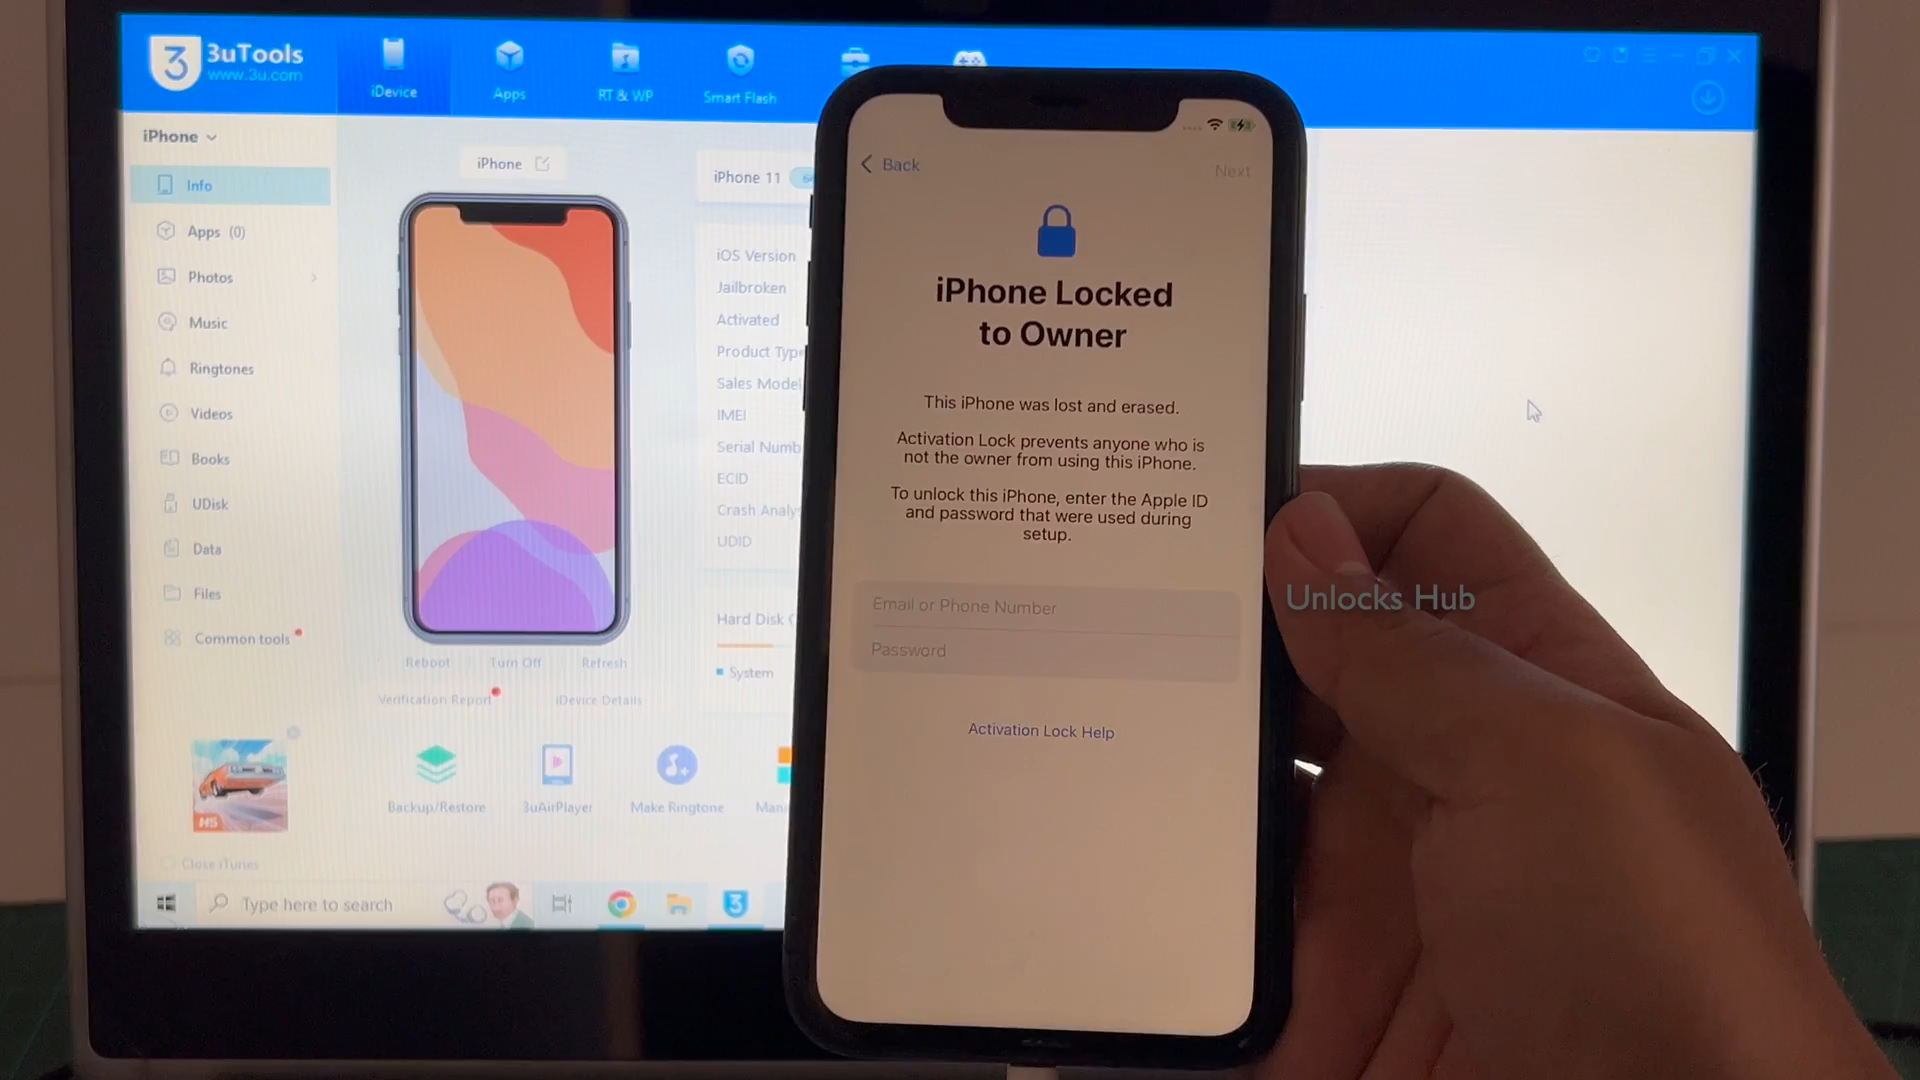 3uTools
www.3u.com
iDevice
Apps
RT & WP
Smart Flash
iPhone
Info
Apps (0)
Photos
Music
Ringtones
Videos
Books
UDisk
Data
Files
Common tools
Close iTunes
iPhone
Reboot
Turn Off
Refresh
Verification Report
iDevice Details
Backup/Restore
3uAirPlayer
Make Ringtone
iPhone 11
iOS Version
Jailbroken
Activated
Product Type
Sales Model
IMEI
Serial Numb
ECID
Crash Analys
UDID
Hard Disk
System
H5
Type here to search
Back
Next
iPhone Locked
to Owner
This iPhone was lost and erased.
Activation Lock prevents anyone who is
not the owner from using this iPhone.
To unlock this iPhone, enter the Apple ID
and password that were used during
setup.
Email or Phone Number
Password
Activation Lock Help
Unlocks Hub